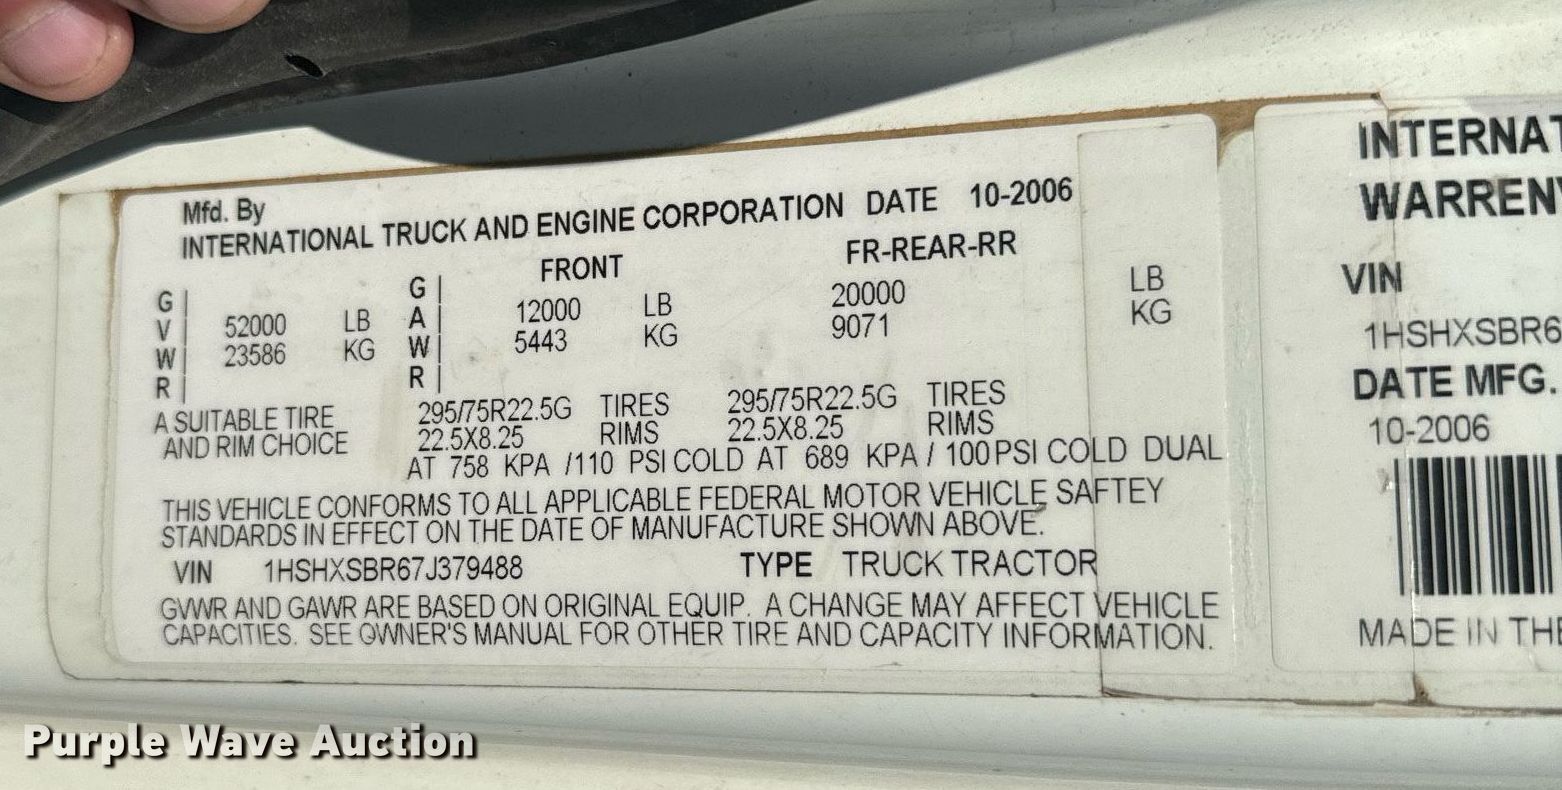 Mfd. By
INTERNATIONAL TRUCK AND ENGINE CORPORATION DATE 10-2006
FRONT FR-REAR-RR
G
V
W
R
52000 LB
23586 KG
G
A
W
R
12000 LB 20000 LB
5443 KG 9071 KG
A SUITABLE TIRE 295/75R22.5G TIRES 295/75R22.5G TIRES
AND RIM CHOICE 22.5X8.25 RIMS 22.5X8.25 RIMS
AT 758 KPA /110 PSI COLD AT 689 KPA / 100PSI COLD DUAL
THIS VEHICLE CONFORMS TO ALL APPLICABLE FEDERAL MOTOR VEHICLE SAFTEY
STANDARDS IN EFFECT ON THE DATE OF MANUFACTURE SHOWN ABOVE.
VIN 1HSHXSBR67J379488 TYPE TRUCK TRACTOR
GVWR AND GAWR ARE BASED ON ORIGINAL EQUIP. A CHANGE MAY AFFECT VEHICLE
CAPACITIES. SEE OWNER'S MANUAL FOR OTHER TIRE AND CAPACITY INFORMATION.
INTERNAT
WARREN
VIN
1HSHXSBR6
DATE MFG.
10-2006
MADE IN THE
Purple Wave Auction